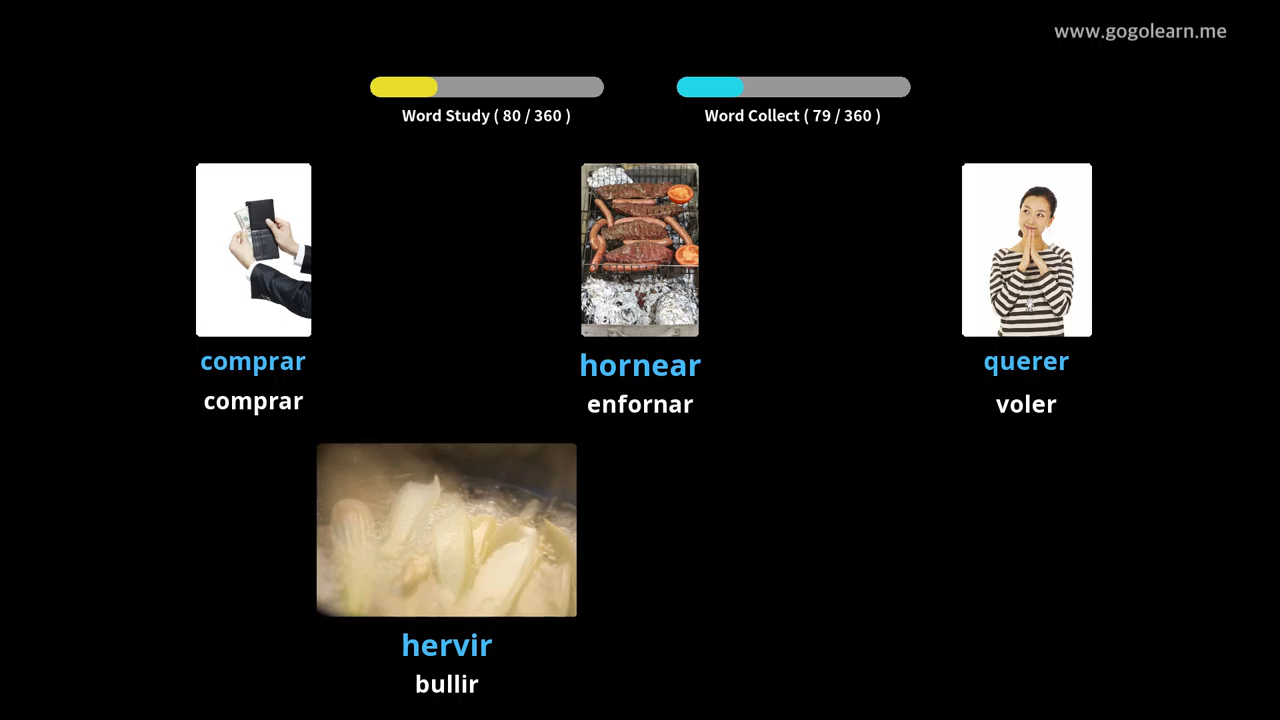 www.gogolearn.me
Word Study ( 80 / 360 )
Word Collect ( 79 / 360 )
comprar
comprar
hornear
enfornar
querer
voler
hervir
bullir